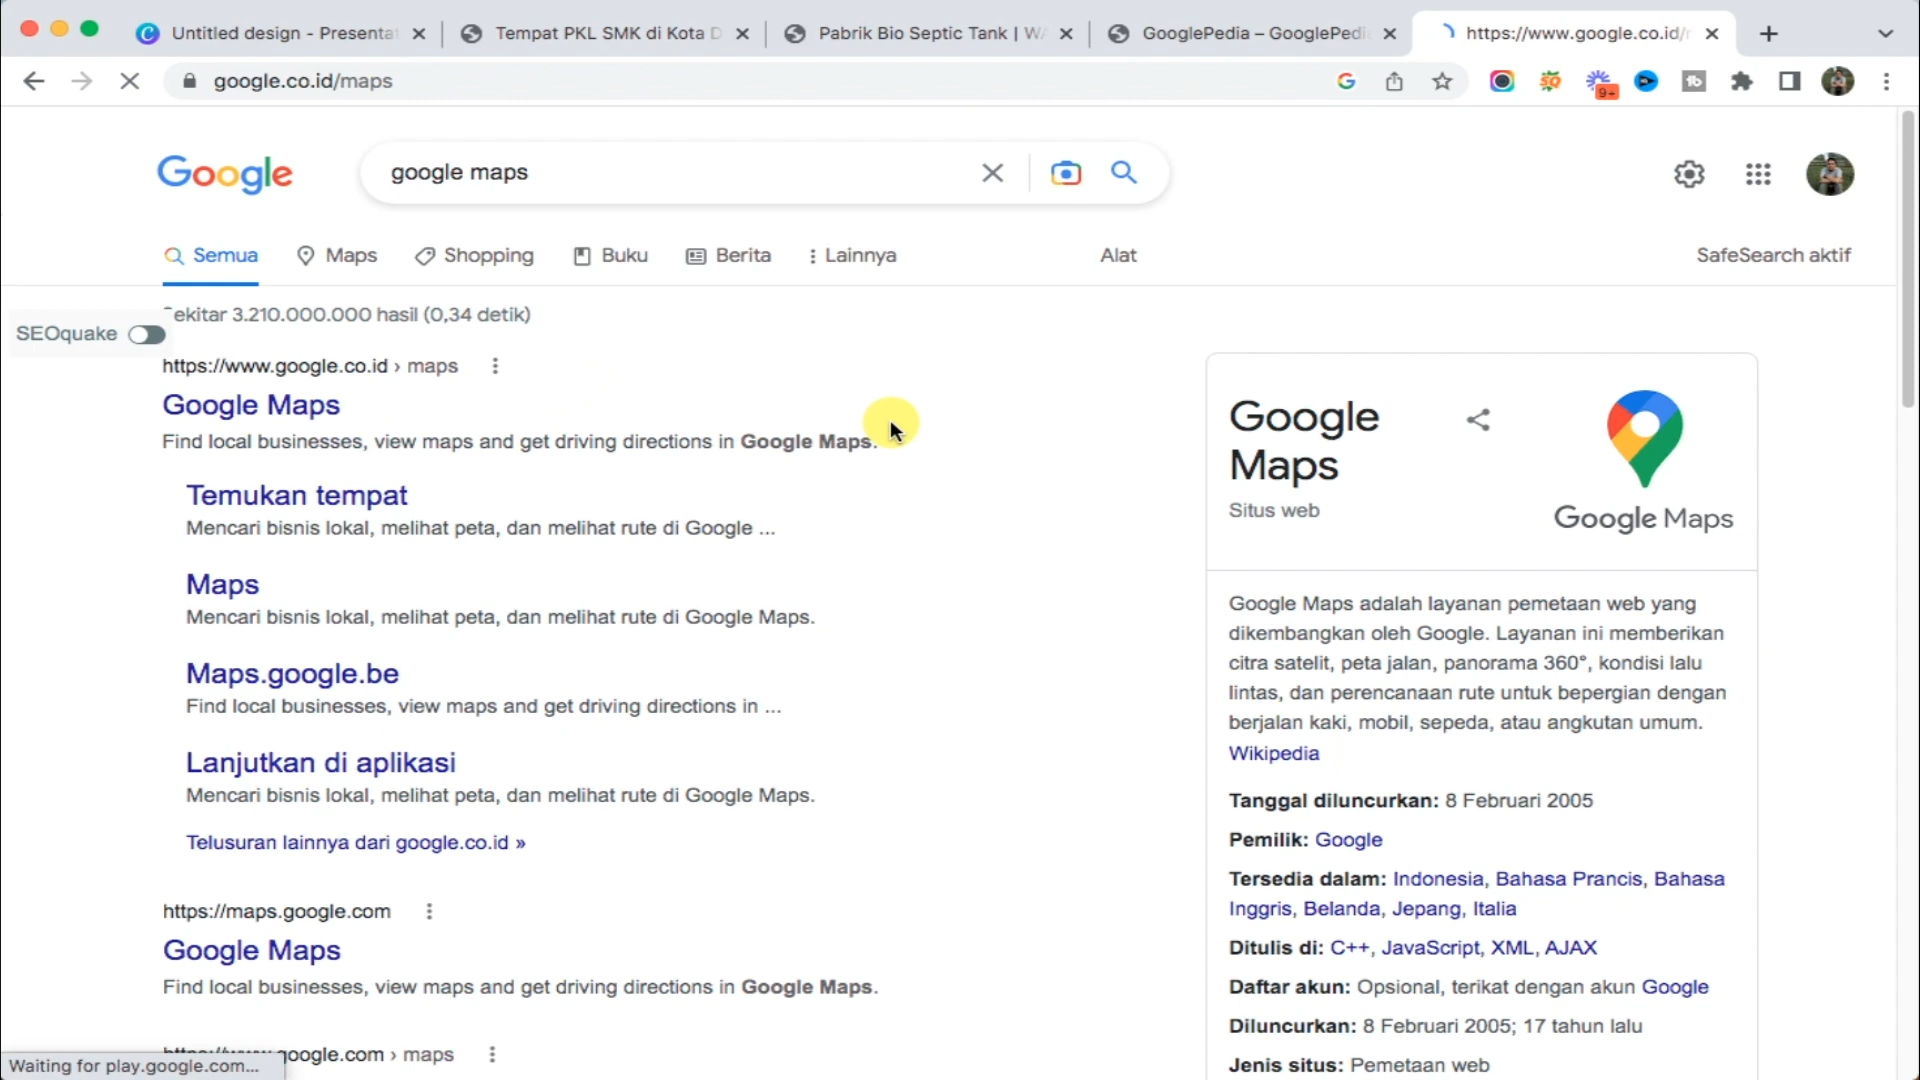 Untitled design - Presentat
Tempat PKL SMK di Kota D
Pabrik Bio Septic Tank | WA
GooglePedia – GooglePedi
https://www.google.co.id/
google.co.id/maps
9+
Google
google maps
Semua
Maps
Shopping
Buku
Berita
Lainnya
Alat
SafeSearch aktif
SEOquake
ekitar 3.210.000.000 hasil (0,34 detik)
https://www.google.co.id › maps
Google Maps
Find local businesses, view maps and get driving directions in Google Maps.
Temukan tempat
Mencari bisnis lokal, melihat peta, dan melihat rute di Google ...
Maps
Mencari bisnis lokal, melihat peta, dan melihat rute di Google Maps.
Maps.google.be
Find local businesses, view maps and get driving directions in ...
Lanjutkan di aplikasi
Mencari bisnis lokal, melihat peta, dan melihat rute di Google Maps.
Telusuran lainnya dari google.co.id »
https://maps.google.com
Google Maps
Find local businesses, view maps and get driving directions in Google Maps.
google.com › maps
Waiting for play.google.com...
Google
Maps
Situs web
Google Maps
Google Maps adalah layanan pemetaan web yang
dikembangkan oleh Google. Layanan ini memberikan
citra satelit, peta jalan, panorama 360°, kondisi lalu
lintas, dan perencanaan rute untuk bepergian dengan
berjalan kaki, mobil, sepeda, atau angkutan umum.
Wikipedia
Tanggal diluncurkan: 8 Februari 2005
Pemilik: Google
Tersedia dalam: Indonesia, Bahasa Prancis, Bahasa
Inggris, Belanda, Jepang, Italia
Ditulis di: C++, JavaScript, XML, AJAX
Daftar akun: Opsional, terikat dengan akun Google
Diluncurkan: 8 Februari 2005; 17 tahun lalu
Jenis situs: Pemetaan web